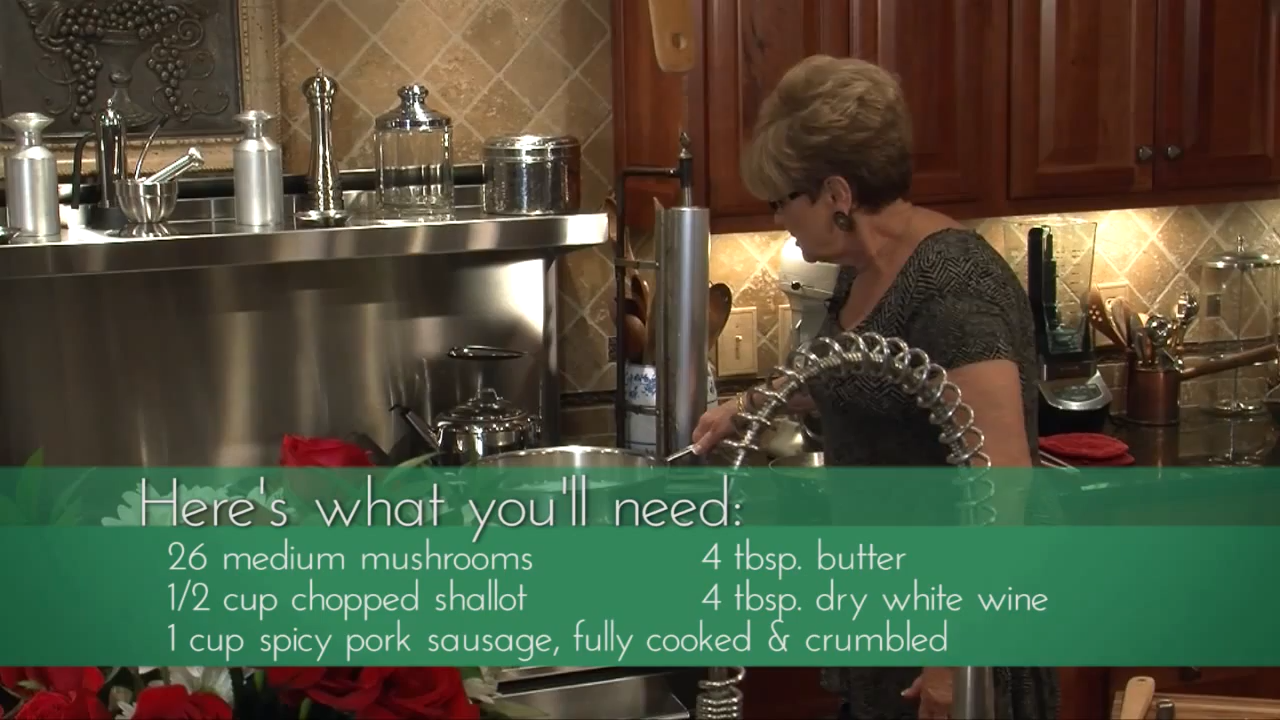 Here's what you'll need:
26 medium mushrooms
4 tbsp. butter
1/2 cup chopped shallot
4 tbsp. dry white wine
1 cup spicy pork sausage, fully cooked & crumbled